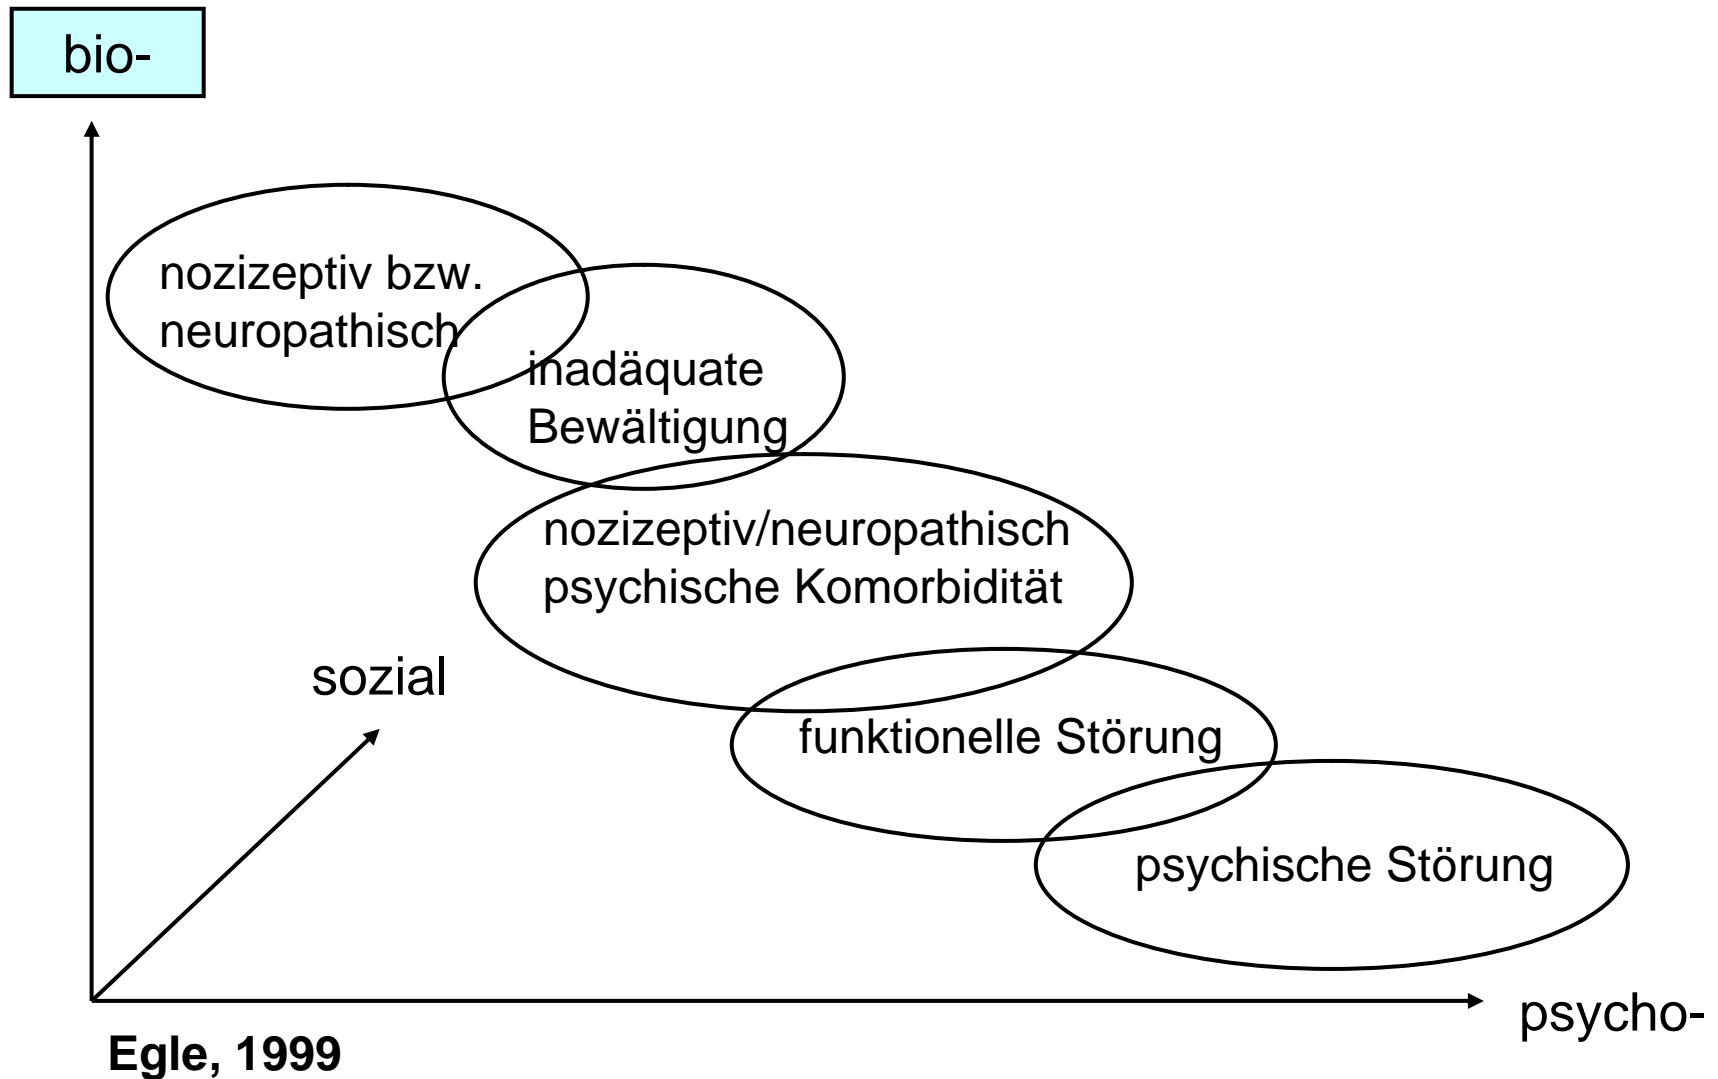 bio-
nozizeptiv bzw.
neuropathisch
inadäquate
Bewältigung
nozizeptiv/neuropathisch
psychische Komorbidität
sozial
funktionelle Störung
psychische Störung
psycho-
Egle, 1999